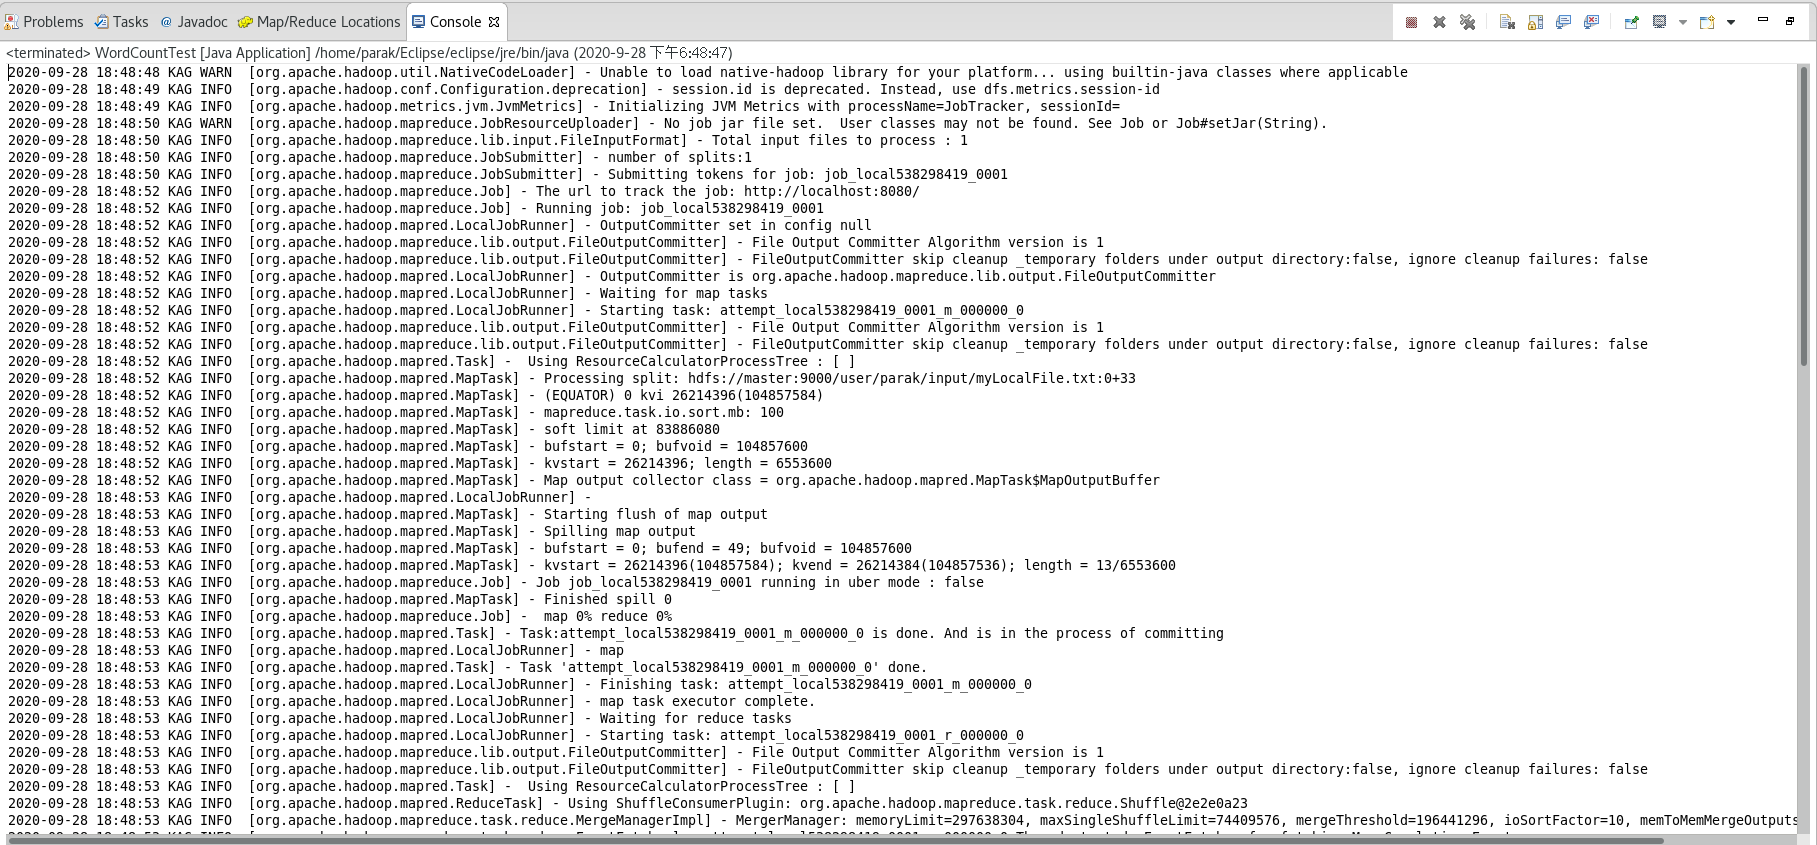 Problems Tasks Javadoc Map/Reduce Locations Console
<terminated> WordCountTest [Java Application] /home/parak/Eclipse/eclipse/jre/bin/java (2020-9-28 下午6:48:47)
2020-09-28 18:48:48 KAG WARN  [org.apache.hadoop.util.NativeCodeLoader] - Unable to load native-hadoop library for your platform... using builtin-java classes where applicable
2020-09-28 18:48:49 KAG INFO  [org.apache.hadoop.conf.Configuration.deprecation] - session.id is deprecated. Instead, use dfs.metrics.session-id
2020-09-28 18:48:49 KAG INFO  [org.apache.hadoop.metrics.jvm.JvmMetrics] - Initializing JVM Metrics with processName=JobTracker, sessionId=
2020-09-28 18:48:50 KAG WARN  [org.apache.hadoop.mapreduce.JobResourceUploader] - No job jar file set.  User classes may not be found. See Job or Job#setJar(String).
2020-09-28 18:48:50 KAG INFO  [org.apache.hadoop.mapreduce.lib.input.FileInputFormat] - Total input files to process : 1
2020-09-28 18:48:50 KAG INFO  [org.apache.hadoop.mapreduce.JobSubmitter] - number of splits:1
2020-09-28 18:48:50 KAG INFO  [org.apache.hadoop.mapreduce.JobSubmitter] - Submitting tokens for job: job_local538298419_0001
2020-09-28 18:48:52 KAG INFO  [org.apache.hadoop.mapreduce.Job] - The url to track the job: http://localhost:8080/
2020-09-28 18:48:52 KAG INFO  [org.apache.hadoop.mapreduce.Job] - Running job: job_local538298419_0001
2020-09-28 18:48:52 KAG INFO  [org.apache.hadoop.mapred.LocalJobRunner] - OutputCommitter set in config null
2020-09-28 18:48:52 KAG INFO  [org.apache.hadoop.mapreduce.lib.output.FileOutputCommitter] - File Output Committer Algorithm version is 1
2020-09-28 18:48:52 KAG INFO  [org.apache.hadoop.mapreduce.lib.output.FileOutputCommitter] - FileOutputCommitter skip cleanup _temporary folders under output directory:false, ignore cleanup failures: false
2020-09-28 18:48:52 KAG INFO  [org.apache.hadoop.mapred.LocalJobRunner] - OutputCommitter is org.apache.hadoop.mapreduce.lib.output.FileOutputCommitter
2020-09-28 18:48:52 KAG INFO  [org.apache.hadoop.mapred.LocalJobRunner] - Waiting for map tasks
2020-09-28 18:48:52 KAG INFO  [org.apache.hadoop.mapred.LocalJobRunner] - Starting task: attempt_local538298419_0001_m_000000_0
2020-09-28 18:48:52 KAG INFO  [org.apache.hadoop.mapreduce.lib.output.FileOutputCommitter] - File Output Committer Algorithm version is 1
2020-09-28 18:48:52 KAG INFO  [org.apache.hadoop.mapreduce.lib.output.FileOutputCommitter] - FileOutputCommitter skip cleanup _temporary folders under output directory:false, ignore cleanup failures: false
2020-09-28 18:48:52 KAG INFO  [org.apache.hadoop.mapred.Task] -  Using ResourceCalculatorProcessTree : [ ]
2020-09-28 18:48:52 KAG INFO  [org.apache.hadoop.mapred.MapTask] - Processing split: hdfs://master:9000/user/parak/input/myLocalFile.txt:0+33
2020-09-28 18:48:52 KAG INFO  [org.apache.hadoop.mapred.MapTask] - (EQUATOR) 0 kvi 26214396(104857584)
2020-09-28 18:48:52 KAG INFO  [org.apache.hadoop.mapred.MapTask] - mapreduce.task.io.sort.mb: 100
2020-09-28 18:48:52 KAG INFO  [org.apache.hadoop.mapred.MapTask] - soft limit at 83886080
2020-09-28 18:48:52 KAG INFO  [org.apache.hadoop.mapred.MapTask] - bufstart = 0; bufvoid = 104857600
2020-09-28 18:48:52 KAG INFO  [org.apache.hadoop.mapred.MapTask] - kvstart = 26214396; length = 6553600
2020-09-28 18:48:52 KAG INFO  [org.apache.hadoop.mapred.MapTask] - Map output collector class = org.apache.hadoop.mapred.MapTask$MapOutputBuffer
2020-09-28 18:48:53 KAG INFO  [org.apache.hadoop.mapred.LocalJobRunner] -
2020-09-28 18:48:53 KAG INFO  [org.apache.hadoop.mapred.MapTask] - Starting flush of map output
2020-09-28 18:48:53 KAG INFO  [org.apache.hadoop.mapred.MapTask] - Spilling map output
2020-09-28 18:48:53 KAG INFO  [org.apache.hadoop.mapred.MapTask] - bufstart = 0; bufend = 49; bufvoid = 104857600
2020-09-28 18:48:53 KAG INFO  [org.apache.hadoop.mapred.MapTask] - kvstart = 26214396(104857584); kvend = 26214384(104857536); length = 13/6553600
2020-09-28 18:48:53 KAG INFO  [org.apache.hadoop.mapreduce.Job] - Job job_local538298419_0001 running in uber mode : false
2020-09-28 18:48:53 KAG INFO  [org.apache.hadoop.mapred.MapTask] - Finished spill 0
2020-09-28 18:48:53 KAG INFO  [org.apache.hadoop.mapreduce.Job] -  map 0% reduce 0%
2020-09-28 18:48:53 KAG INFO  [org.apache.hadoop.mapred.Task] - Task:attempt_local538298419_0001_m_000000_0 is done. And is in the process of committing
2020-09-28 18:48:53 KAG INFO  [org.apache.hadoop.mapred.LocalJobRunner] - map
2020-09-28 18:48:53 KAG INFO  [org.apache.hadoop.mapred.Task] - Task 'attempt_local538298419_0001_m_000000_0' done.
2020-09-28 18:48:53 KAG INFO  [org.apache.hadoop.mapred.LocalJobRunner] - Finishing task: attempt_local538298419_0001_m_000000_0
2020-09-28 18:48:53 KAG INFO  [org.apache.hadoop.mapred.LocalJobRunner] - map task executor complete.
2020-09-28 18:48:53 KAG INFO  [org.apache.hadoop.mapred.LocalJobRunner] - Waiting for reduce tasks
2020-09-28 18:48:53 KAG INFO  [org.apache.hadoop.mapred.LocalJobRunner] - Starting task: attempt_local538298419_0001_r_000000_0
2020-09-28 18:48:53 KAG INFO  [org.apache.hadoop.mapreduce.lib.output.FileOutputCommitter] - File Output Committer Algorithm version is 1
2020-09-28 18:48:53 KAG INFO  [org.apache.hadoop.mapreduce.lib.output.FileOutputCommitter] - FileOutputCommitter skip cleanup _temporary folders under output directory:false, ignore cleanup failures: false
2020-09-28 18:48:53 KAG INFO  [org.apache.hadoop.mapred.Task] -  Using ResourceCalculatorProcessTree : [ ]
2020-09-28 18:48:53 KAG INFO  [org.apache.hadoop.mapred.ReduceTask] - Using ShuffleConsumerPlugin: org.apache.hadoop.mapreduce.task.reduce.Shuffle@2e2e0a23
2020-09-28 18:48:53 KAG INFO  [org.apache.hadoop.mapreduce.task.reduce.MergeManagerImpl] - MergerManager: memoryLimit=297638304, maxSingleShuffleLimit=74409576, mergeThreshold=196441296, ioSortFactor=10, memToMemMergeOutputs